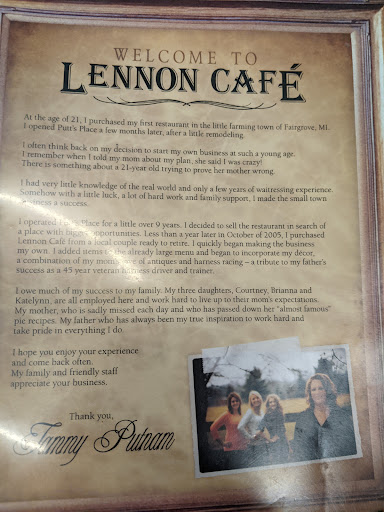 WELCOME TO
LENNON CAFÉ
At the age of 21, I purchased my first restaurant in the little farming town of Fairgrove, MI.
I opened Putt's Place a few months later, after a little remodeling.
I often think back on my decision to start my own business at such a young age.
I remember when I told my mom about my plan, she said I was crazy!
There is something about a 21-year old trying to prove her mother wrong.
I had very little knowledge of the real world and only a few years of waitressing experience.
Somehow with a little luck, a lot of hard work and family support, I made the small town
business a success.
I operated Putt's Place for a little over 9 years. I decided to sell the restaurant in search of
a place with bigger opportunities. Less than a year later in October of 2005, I purchased
Lennon Café from a local couple ready to retire. I quickly began making the business
my own. I added items to the already large menu and began to incorporate my décor,
a combination of my mom's love of antiques and harness racing – a tribute to my father's
success as a 45 year veteran harness driver and trainer.
I owe much of my success to my family. My three daughters, Courtney, Brianna and
Katelynn, are all employed here and work hard to live up to their mom's expectations.
My mother, who is sadly missed each day and who has passed down her "almost famous"
pie recipes. My father who has always been my true inspiration to work hard and
take pride in everything I do.
I hope you enjoy your experience
and come back often.
My family and friendly staff
appreciate your business.
Thank you,
Tammy Putnam